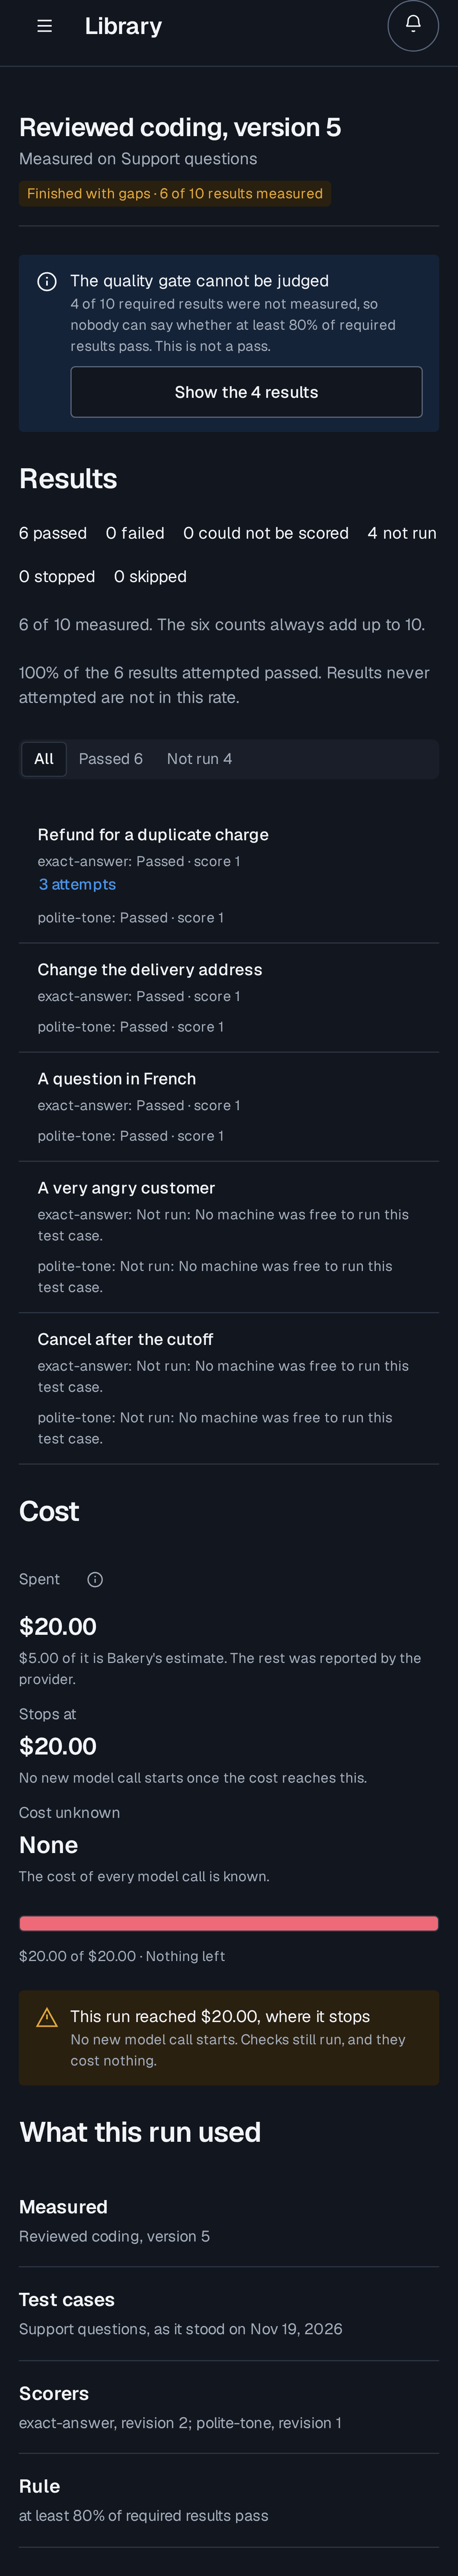 Library
Reviewed coding, version 5
Measured on Support questions
Finished with gaps · 6 of 10 results measured
The quality gate cannot be judged
4 of 10 required results were not measured, so
nobody can say whether at least 80% of required
results pass. This is not a pass.
Show the 4 results
Results
6 passed 0 failed 0 could not be scored 4 not run
0 stopped 0 skipped
6 of 10 measured. The six counts always add up to 10.
100% of the 6 results attempted passed. Results never
attempted are not in this rate.
All Passed 6 Not run 4
Refund for a duplicate charge
exact-answer: Passed · score 1
3 attempts
polite-tone: Passed · score 1
Change the delivery address
exact-answer: Passed · score 1
polite-tone: Passed · score 1
A question in French
exact-answer: Passed · score 1
polite-tone: Passed · score 1
A very angry customer
exact-answer: Not run: No machine was free to run this
test case.
polite-tone: Not run: No machine was free to run this
test case.
Cancel after the cutoff
exact-answer: Not run: No machine was free to run this
test case.
polite-tone: Not run: No machine was free to run this
test case.
Cost
Spent
$20.00
$5.00 of it is Bakery's estimate. The rest was reported by the
provider.
Stops at
$20.00
No new model call starts once the cost reaches this.
Cost unknown
None
The cost of every model call is known.
$20.00 of $20.00 · Nothing left
This run reached $20.00, where it stops
No new model call starts. Checks still run, and they
cost nothing.
What this run used
Measured
Reviewed coding, version 5
Test cases
Support questions, as it stood on Nov 19, 2026
Scorers
exact-answer, revision 2; polite-tone, revision 1
Rule
at least 80% of required results pass